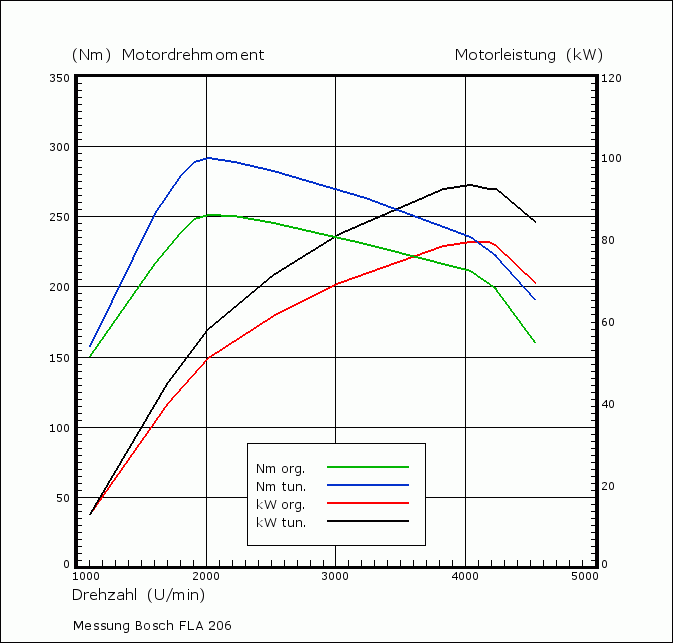 (Nm) Motordrehmoment Motorleistung (kW)
350 120
300 100
250 80
200 60
150
100 40
50 20
0 0
1000 2000 3000 4000 5000
Nm org.
Nm tun.
kW org.
kW tun.
Drehzahl (U/min)
Messung Bosch FLA 206